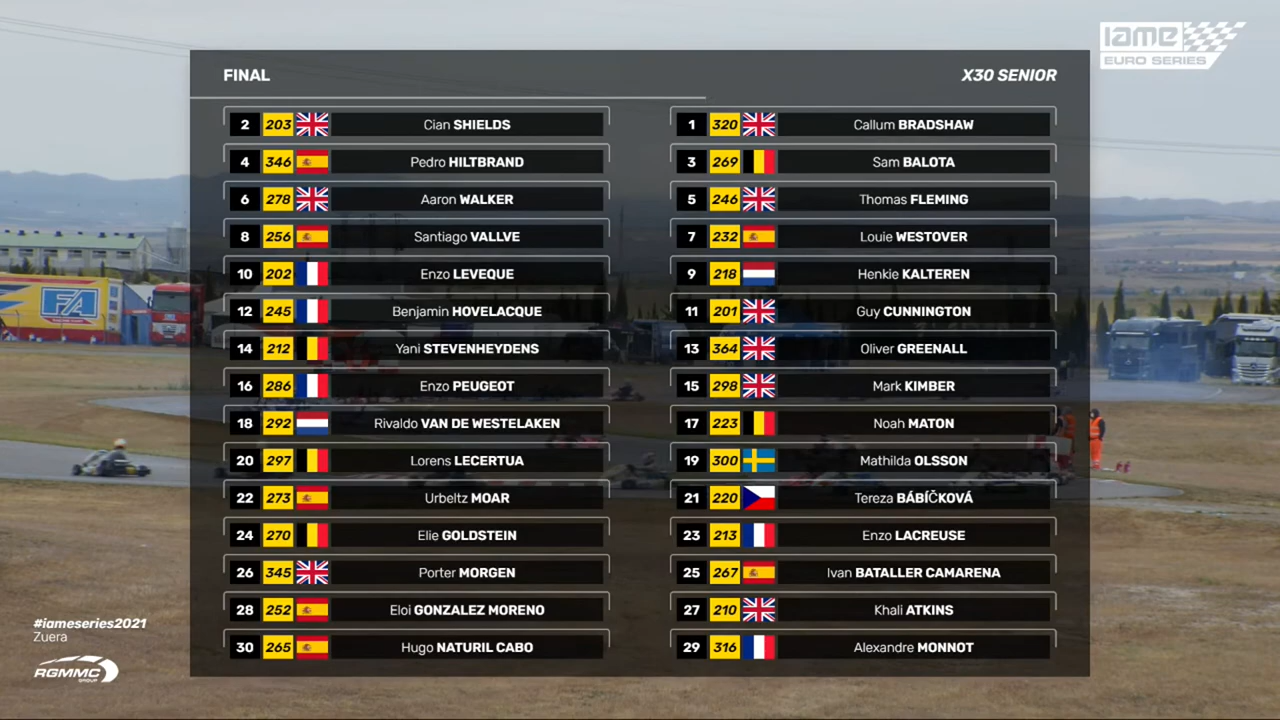 IAME
EURO SERIES
FINAL
X30 SENIOR
2 203 Cian SHIELDS
1 320 Callum BRADSHAW
4 346 Pedro HILTBRAND
3 269 Sam BALOTA
6 278 Aaron WALKER
5 246 Thomas FLEMING
8 256 Santiago VALLVE
7 232 Louie WESTOVER
10 202 Enzo LEVEQUE
9 218 Henkie KALTEREN
12 245 Benjamin HOVELACQUE
11 201 Guy CUNNINGTON
14 212 Yani STEVENHEYDENS
13 364 Oliver GREENALL
16 286 Enzo PEUGEOT
15 298 Mark KIMBER
18 292 Rivaldo VAN DE WESTELAKEN
17 223 Noah MATON
20 297 Lorens LECERTUA
19 300 Mathilda OLSSON
22 273 Urbeltz MOAR
21 220 Tereza BÁBÍČKOVÁ
24 270 Elie GOLDSTEIN
23 213 Enzo LACREUSE
26 345 Porter MORGEN
25 267 Ivan BATALLER CAMARENA
28 252 Eloi GONZALEZ MORENO
27 210 Khali ATKINS
30 265 Hugo NATURIL CABO
29 316 Alexandre MONNOT
FA
#iameseries2021
Zuera
RGMMC
GROUP